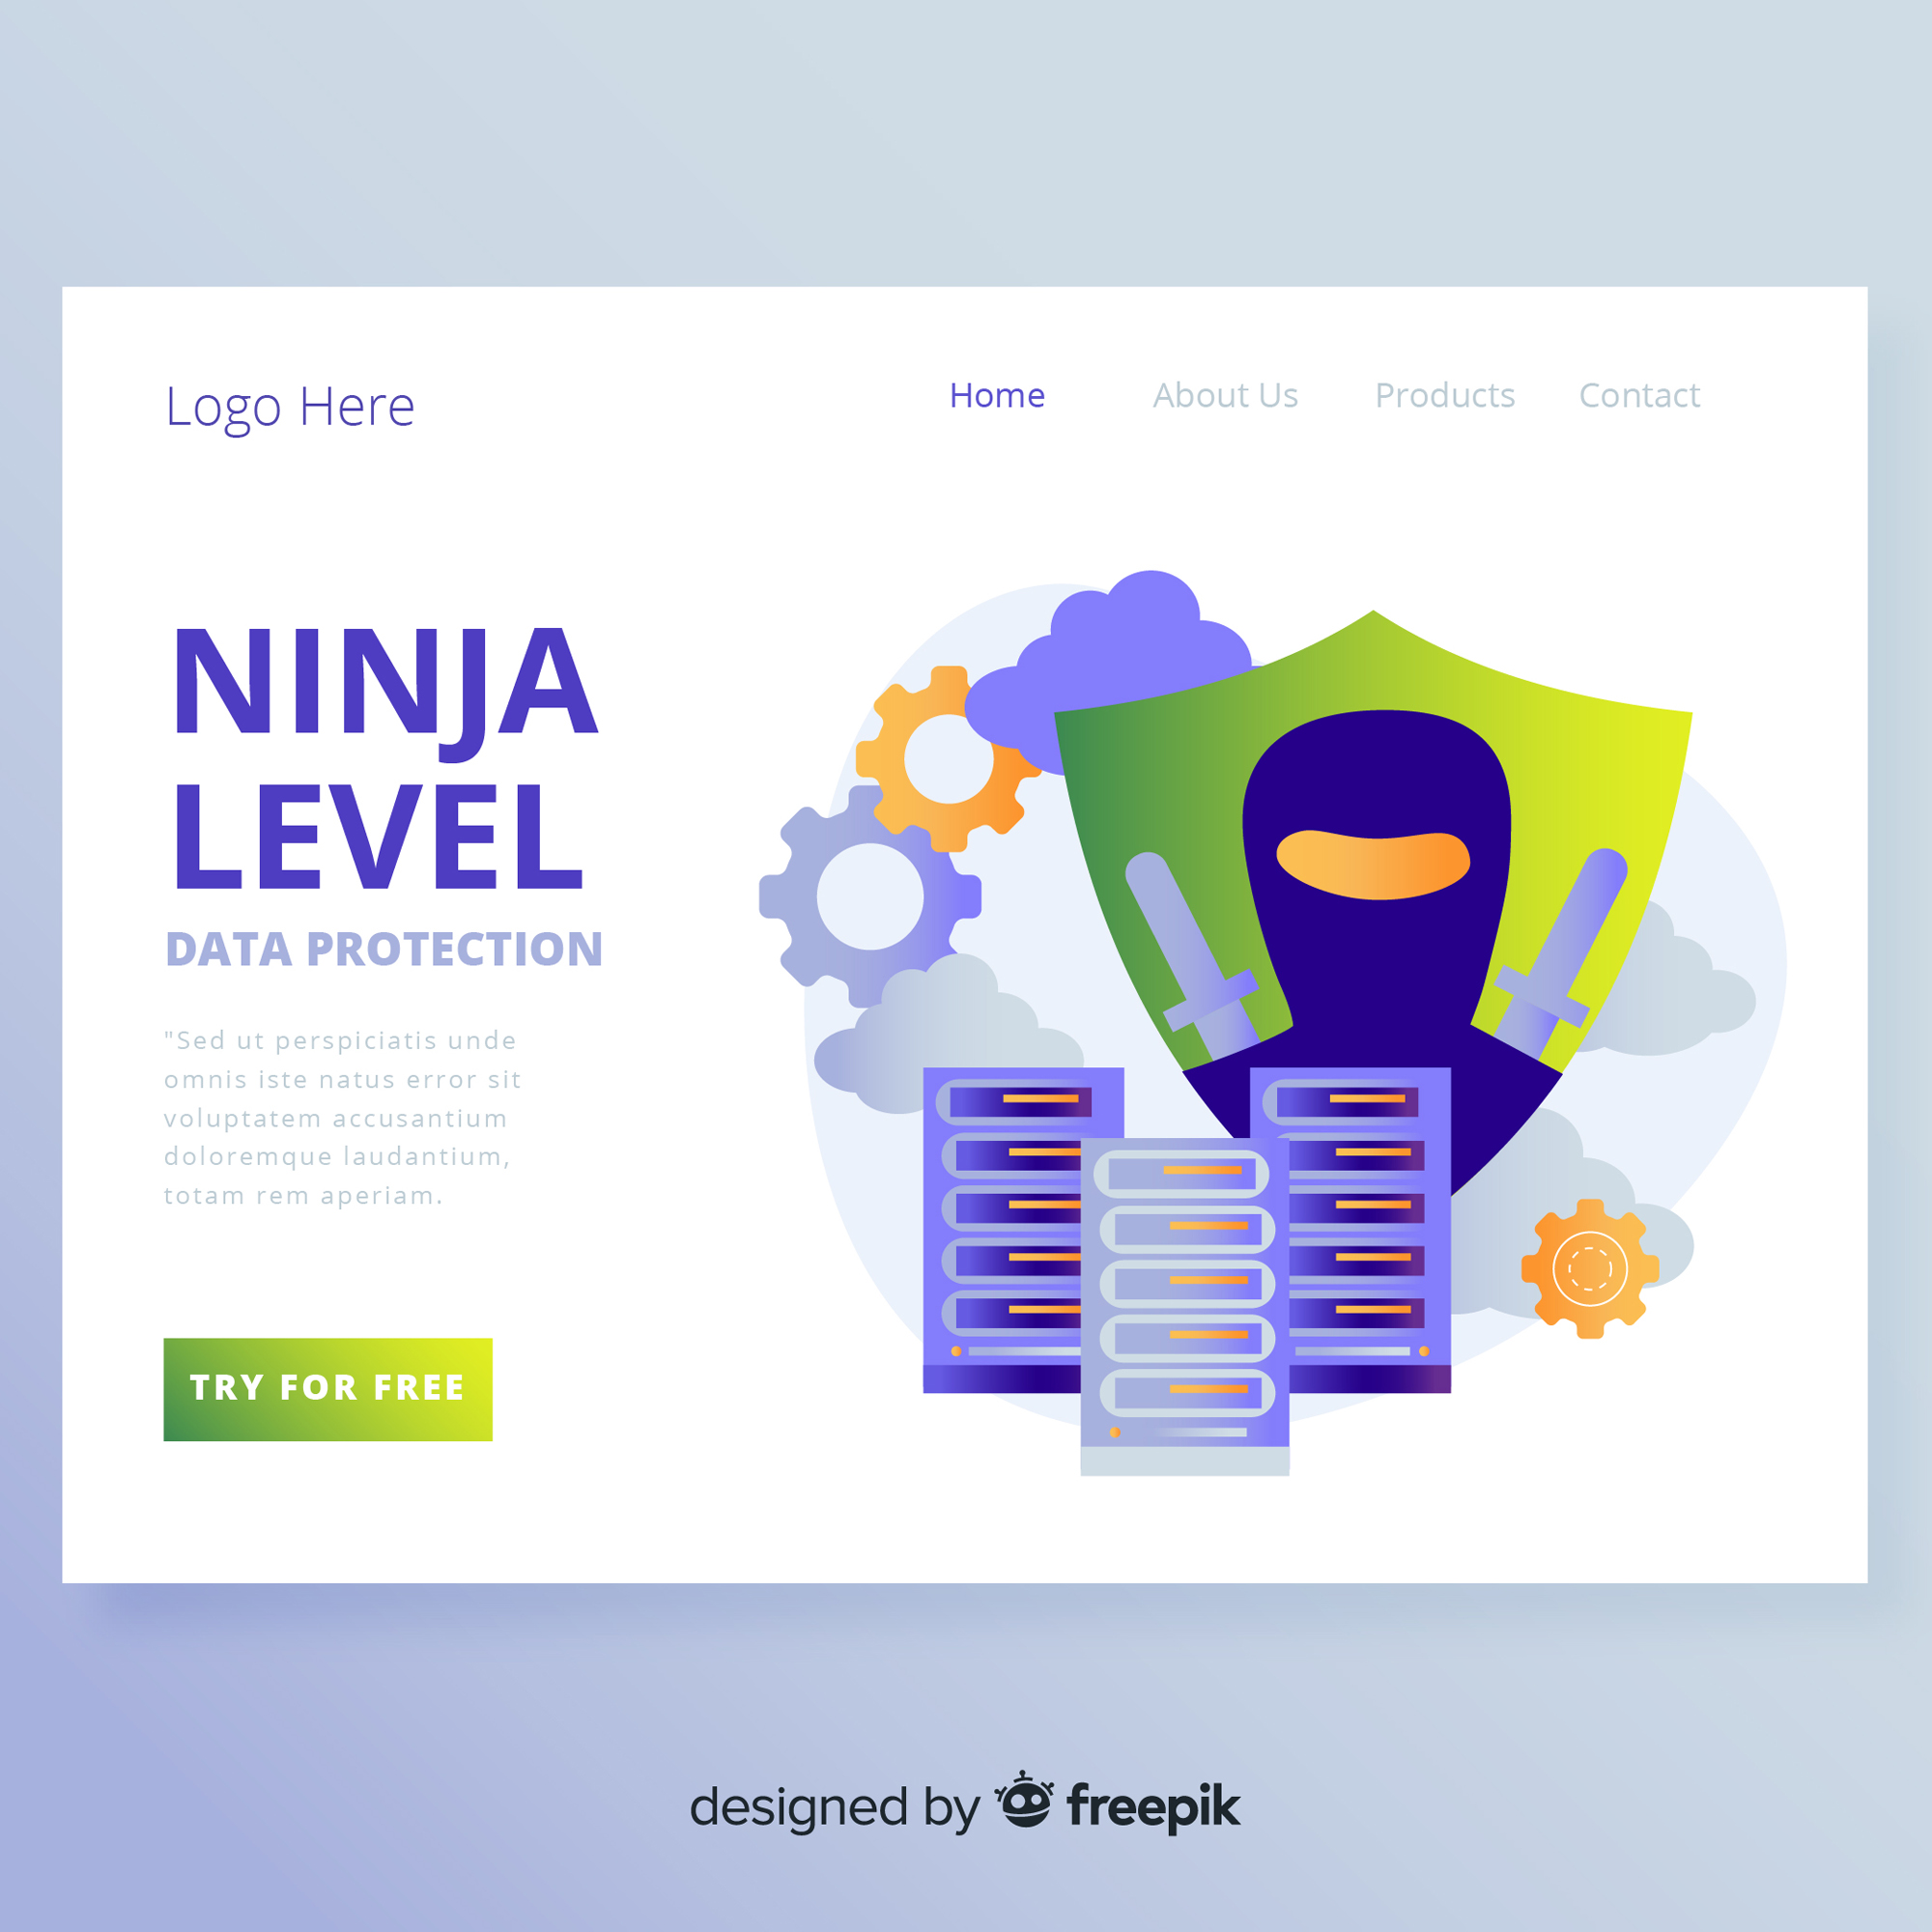 Logo Here
Home About Us Products Contact
NINJA
LEVEL
DATA PROTECTION
"Sed ut perspiciatis unde
omnis iste natus error sit
voluptatem accusantium
doloremque laudantium,
totam rem aperiam.
TRY FOR FREE
designed by freepik